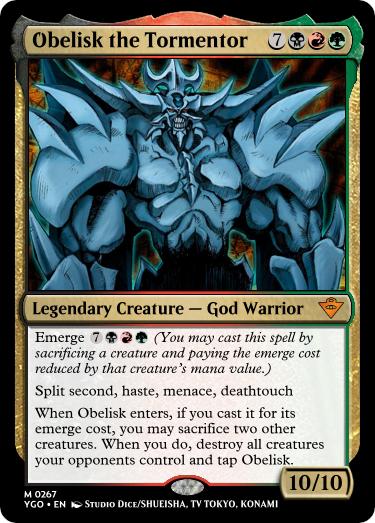 Obelisk the Tormentor 7
Legendary Creature — God Warrior
Emerge 7 (You may cast this spell by
sacrificing a creature and paying the emerge cost
reduced by that creature's mana value.)
Split second, haste, menace, deathtouch
When Obelisk enters, if you cast it for its
emerge cost, you may sacrifice two other
creatures. When you do, destroy all creatures
your opponents control and tap Obelisk.
10/10
M 0267
YGO • EN Studio Dice/SHUEISHA, TV TOKYO, KONAMI